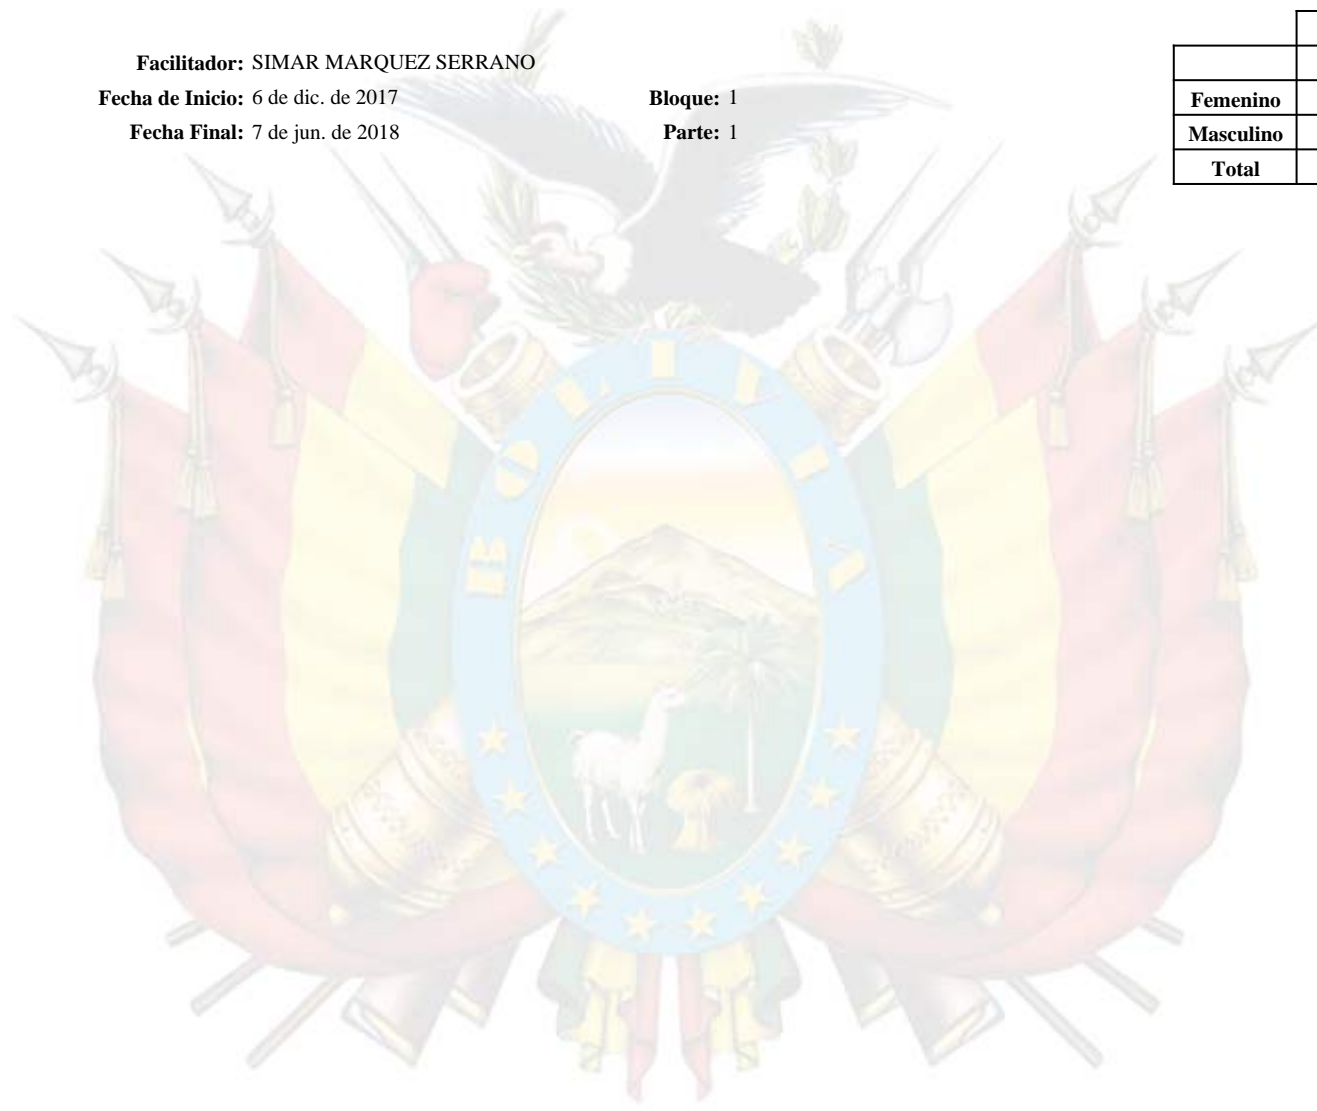 Facilitador: SIMAR MARQUEZ SERRANO
Fecha de Inicio: 6 de dic. de 2017 Bloque: 1
Fecha Final: 7 de jun. de 2018 Parte: 1
Femenino
Masculino
Total
BOLIVIA